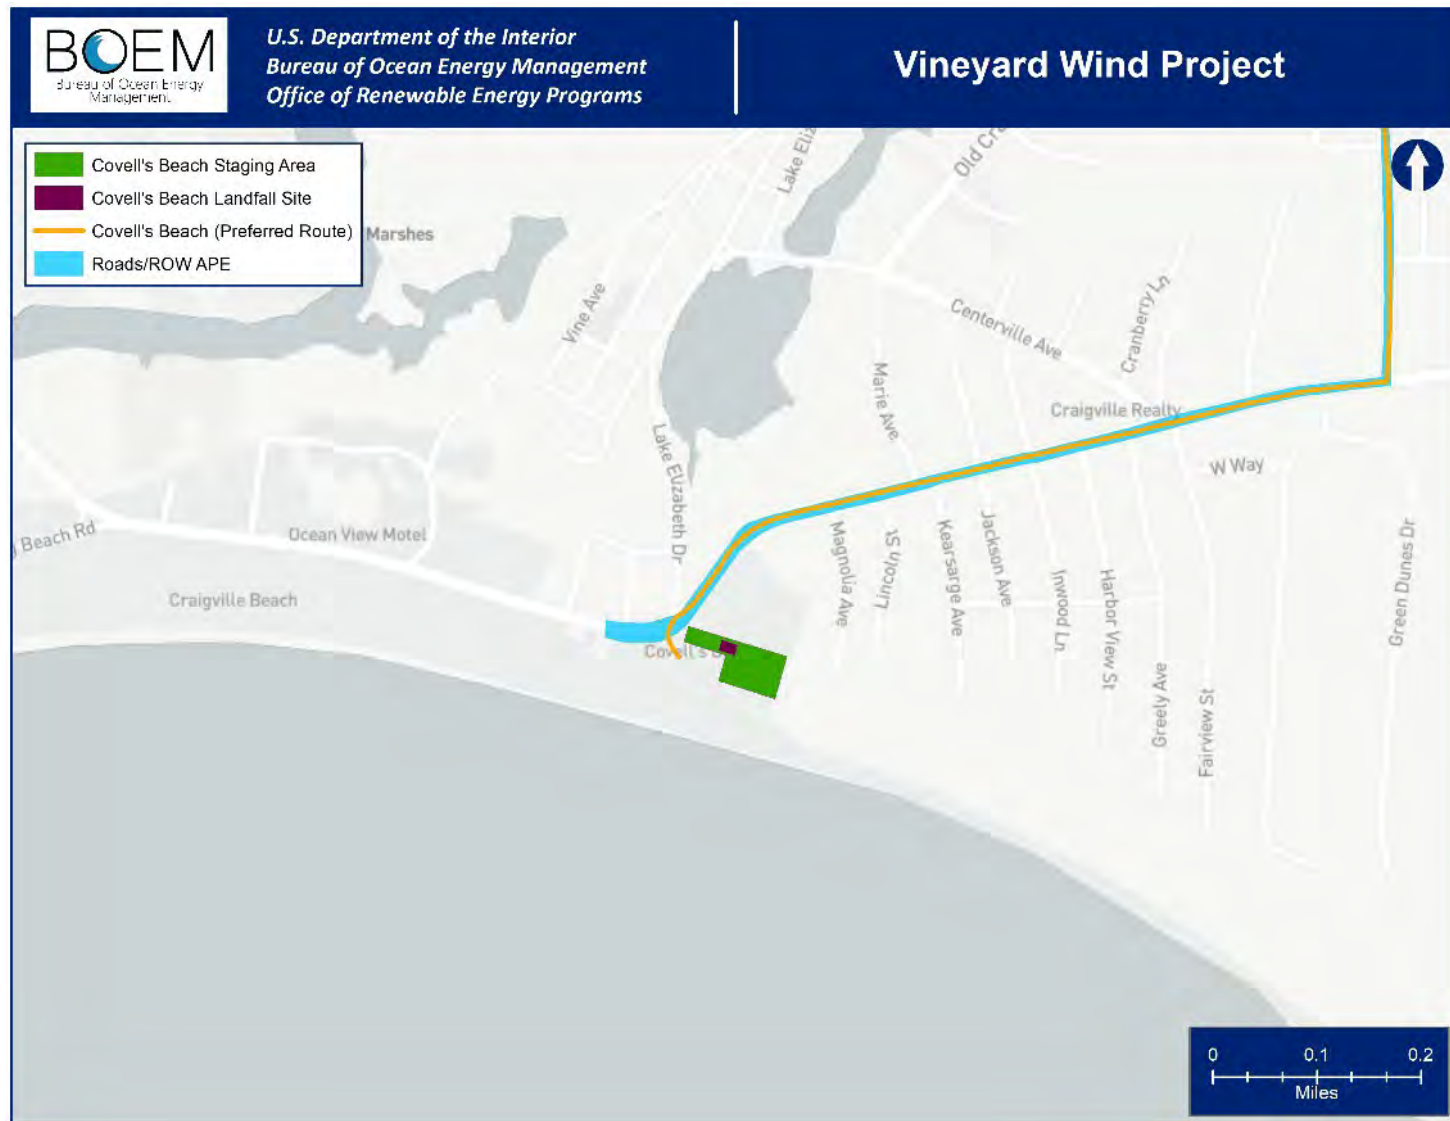 BOEM
Bureau of Ocean Energy
Management
U.S. Department of the Interior
Bureau of Ocean Energy Management
Office of Renewable Energy Programs
Vineyard Wind Project
Covell's Beach Staging Area
Covell's Beach Landfall Site
Covell's Beach (Preferred Route)
Roads/ROW APE
Marshes
Lake Eliz
Old Cra
Vine Ave
Centerville Ave
Cranberry Ln
Marie Ave
Craigville Realty
W Way
Lake Elizabeth Dr
Beach Rd
Ocean View Motel
Craigville Beach
Covell's B
Magnolia Ave
Lincoln St
Kearsarge Ave
Jackson Ave
Inwood Ln
Harbor View St
Greely Ave
Fairview St
Green Dunes Dr
0 0.1 0.2
Miles